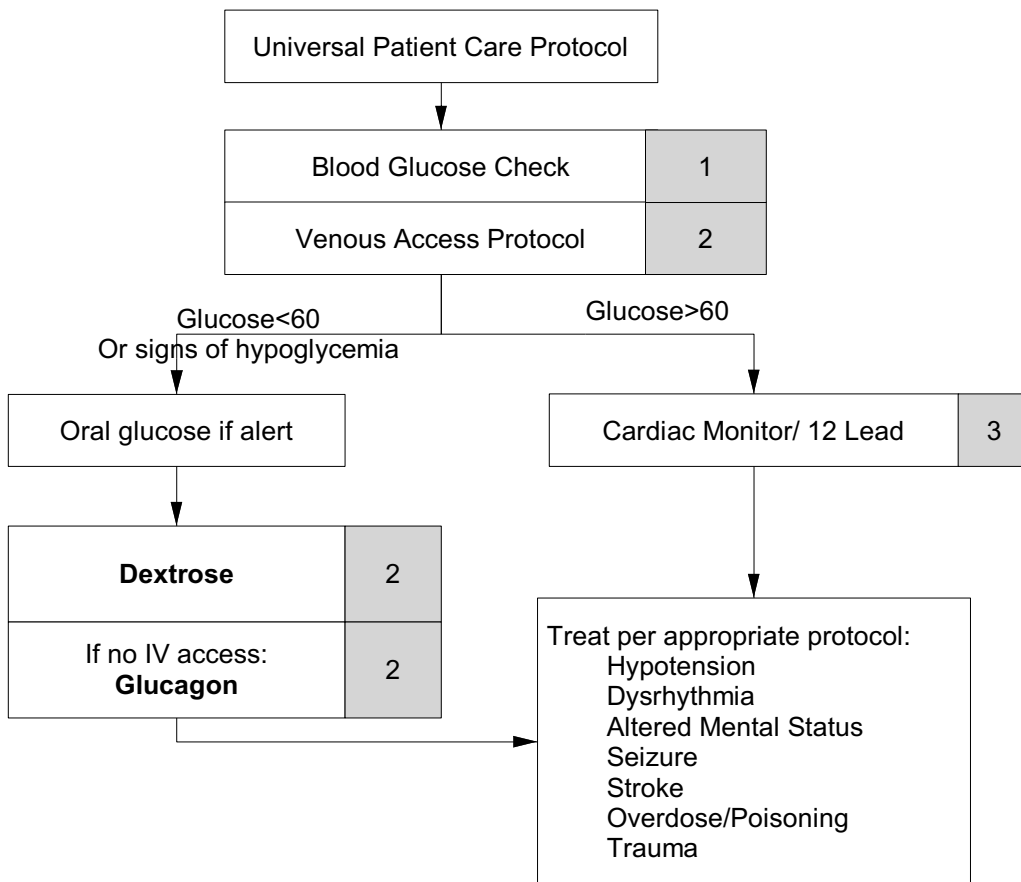 Universal Patient Care Protocol
Blood Glucose Check 1
Venous Access Protocol 2
Glucose<60
Or signs of hypoglycemia
Glucose>60
Oral glucose if alert
Cardiac Monitor/ 12 Lead 3
Dextrose 2
If no IV access:
Glucagon
2
Treat per appropriate protocol:
Hypotension
Dysrhythmia
Altered Mental Status
Seizure
Stroke
Overdose/Poisoning
Trauma